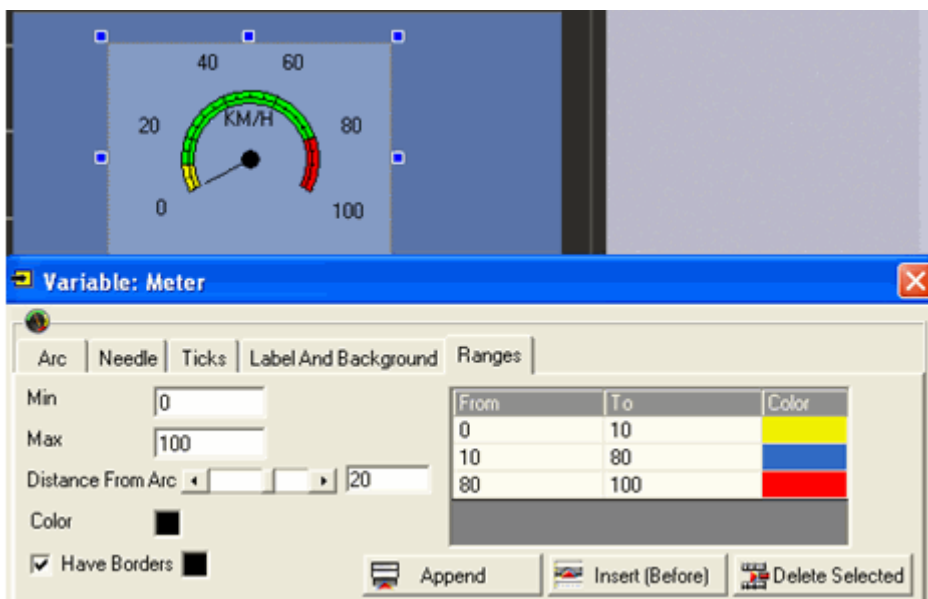 40 60
20 KM/H 80
0 100
Variable: Meter
Arc Needle Ticks Label And Background Ranges
Min 0
Max 100
Distance From Arc 20
Color
Have Borders
From To Color
0 10
10 80
80 100
Append Insert (Before) Delete Selected